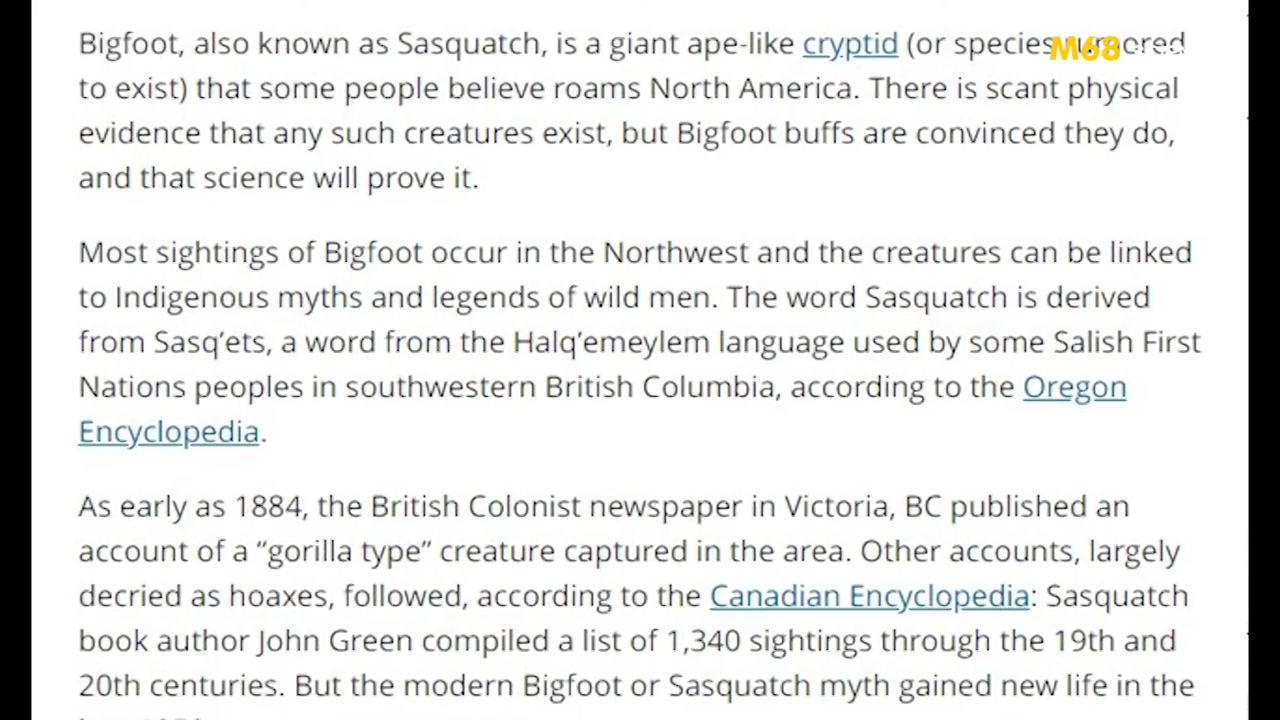 Bigfoot, also known as Sasquatch, is a giant ape-like cryptid (or species
M68
to exist) that some people believe roams North America. There is scant physical
evidence that any such creatures exist, but Bigfoot buffs are convinced they do,
and that science will prove it.
Most sightings of Bigfoot occur in the Northwest and the creatures can be linked
to Indigenous myths and legends of wild men. The word Sasquatch is derived
from Sasq’ets, a word from the Halq’emeylem language used by some Salish First
Nations peoples in southwestern British Columbia, according to the Oregon
Encyclopedia.
As early as 1884, the British Colonist newspaper in Victoria, BC published an
account of a “gorilla type” creature captured in the area. Other accounts, largely
decried as hoaxes, followed, according to the Canadian Encyclopedia: Sasquatch
book author John Green compiled a list of 1,340 sightings through the 19th and
20th centuries. But the modern Bigfoot or Sasquatch myth gained new life in the